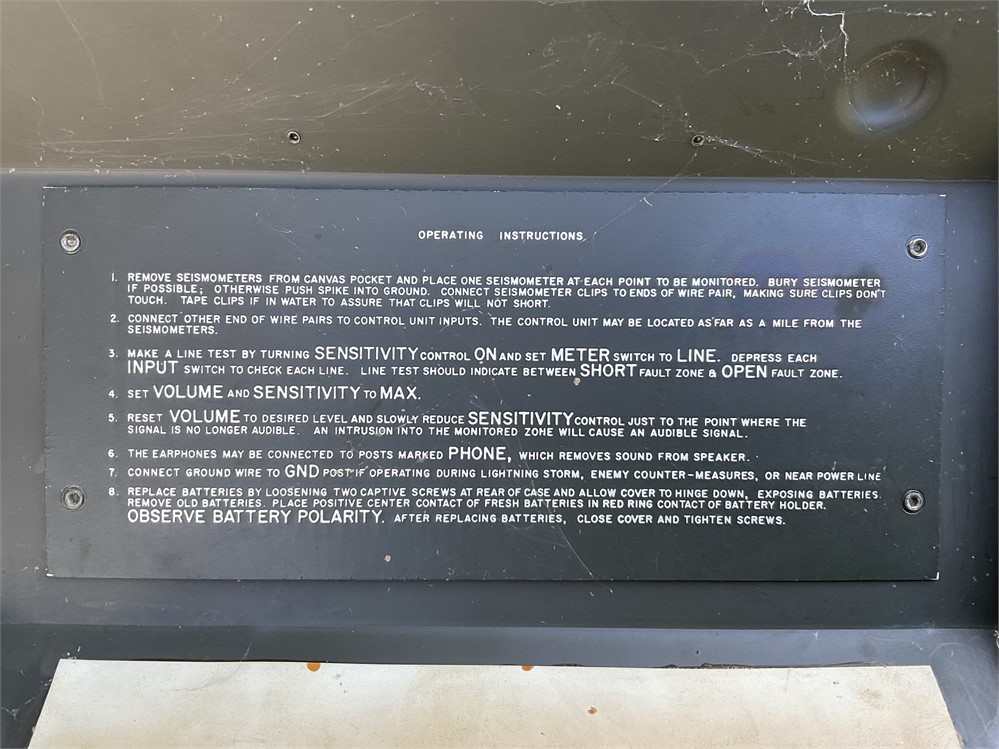 OPERATING INSTRUCTIONS
1. REMOVE SEISMOMETERS FROM CANVAS POCKET AND PLACE ONE SEISMOMETER AT EACH POINT TO BE MONITORED. BURY SEISMOMETER
IF POSSIBLE; OTHERWISE PUSH SPIKE INTO GROUND. CONNECT SEISMOMETER CLIPS TO ENDS OF WIRE PAIR, MAKING SURE CLIPS DON'T
TOUCH. TAPE CLIPS IF IN WATER TO ASSURE THAT CLIPS WILL NOT SHORT.
2. CONNECT OTHER END OF WIRE PAIRS TO CONTROL UNIT INPUTS. THE CONTROL UNIT MAY BE LOCATED AS FAR AS A MILE FROM THE
SEISMOMETERS.
3. MAKE A LINE TEST BY TURNING SENSITIVITY CONTROL ON AND SET METER SWITCH TO LINE. DEPRESS EACH
INPUT SWITCH TO CHECK EACH LINE. LINE TEST SHOULD INDICATE BETWEEN SHORT FAULT ZONE & OPEN FAULT ZONE.
4. SET VOLUME AND SENSITIVITY TO MAX.
5. RESET VOLUME TO DESIRED LEVEL AND SLOWLY REDUCE SENSITIVITY CONTROL JUST TO THE POINT WHERE THE
SIGNAL IS NO LONGER AUDIBLE. AN INTRUSION INTO THE MONITORED ZONE WILL CAUSE AN AUDIBLE SIGNAL.
6. THE EARPHONES MAY BE CONNECTED TO POSTS MARKED PHONE, WHICH REMOVES SOUND FROM SPEAKER.
7. CONNECT GROUND WIRE TO GND POST IF OPERATING DURING LIGHTNING STORM, ENEMY COUNTER-MEASURES, OR NEAR POWER LINE
8. REPLACE BATTERIES BY LOOSENING TWO CAPTIVE SCREWS AT REAR OF CASE AND ALLOW COVER TO HINGE DOWN, EXPOSING BATTERIES.
REMOVE OLD BATTERIES. PLACE POSITIVE CENTER CONTACT OF FRESH BATTERIES IN RED RING CONTACT OF BATTERY HOLDER.
OBSERVE BATTERY POLARITY. AFTER REPLACING BATTERIES, CLOSE COVER AND TIGHTEN SCREWS.